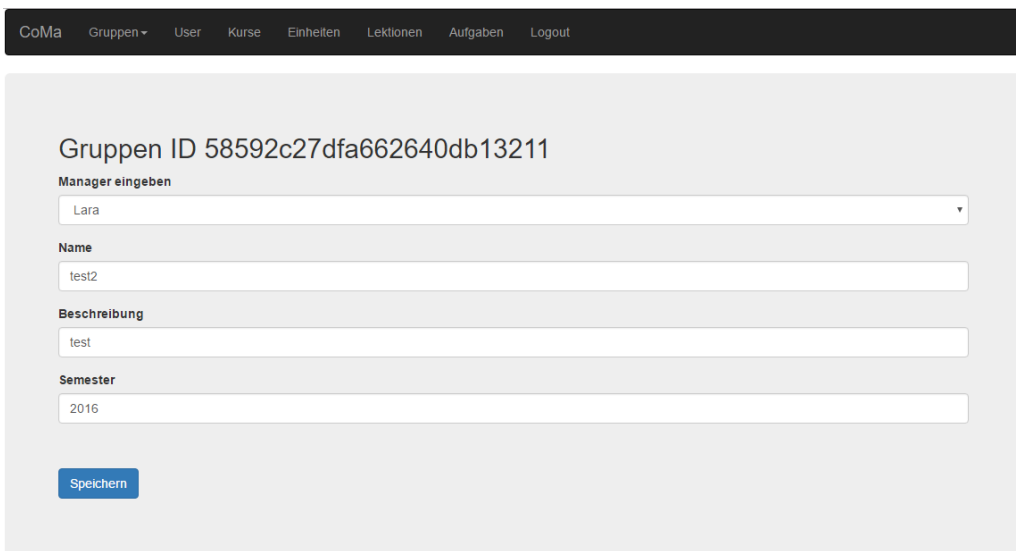 CoMa Gruppen User Kurse Einheiten Lektionen Aufgaben Logout
Gruppen ID 58592c27dfa662640db13211
Manager eingeben
Lara
Name
test2
Beschreibung
test
Semester
2016
Speichern